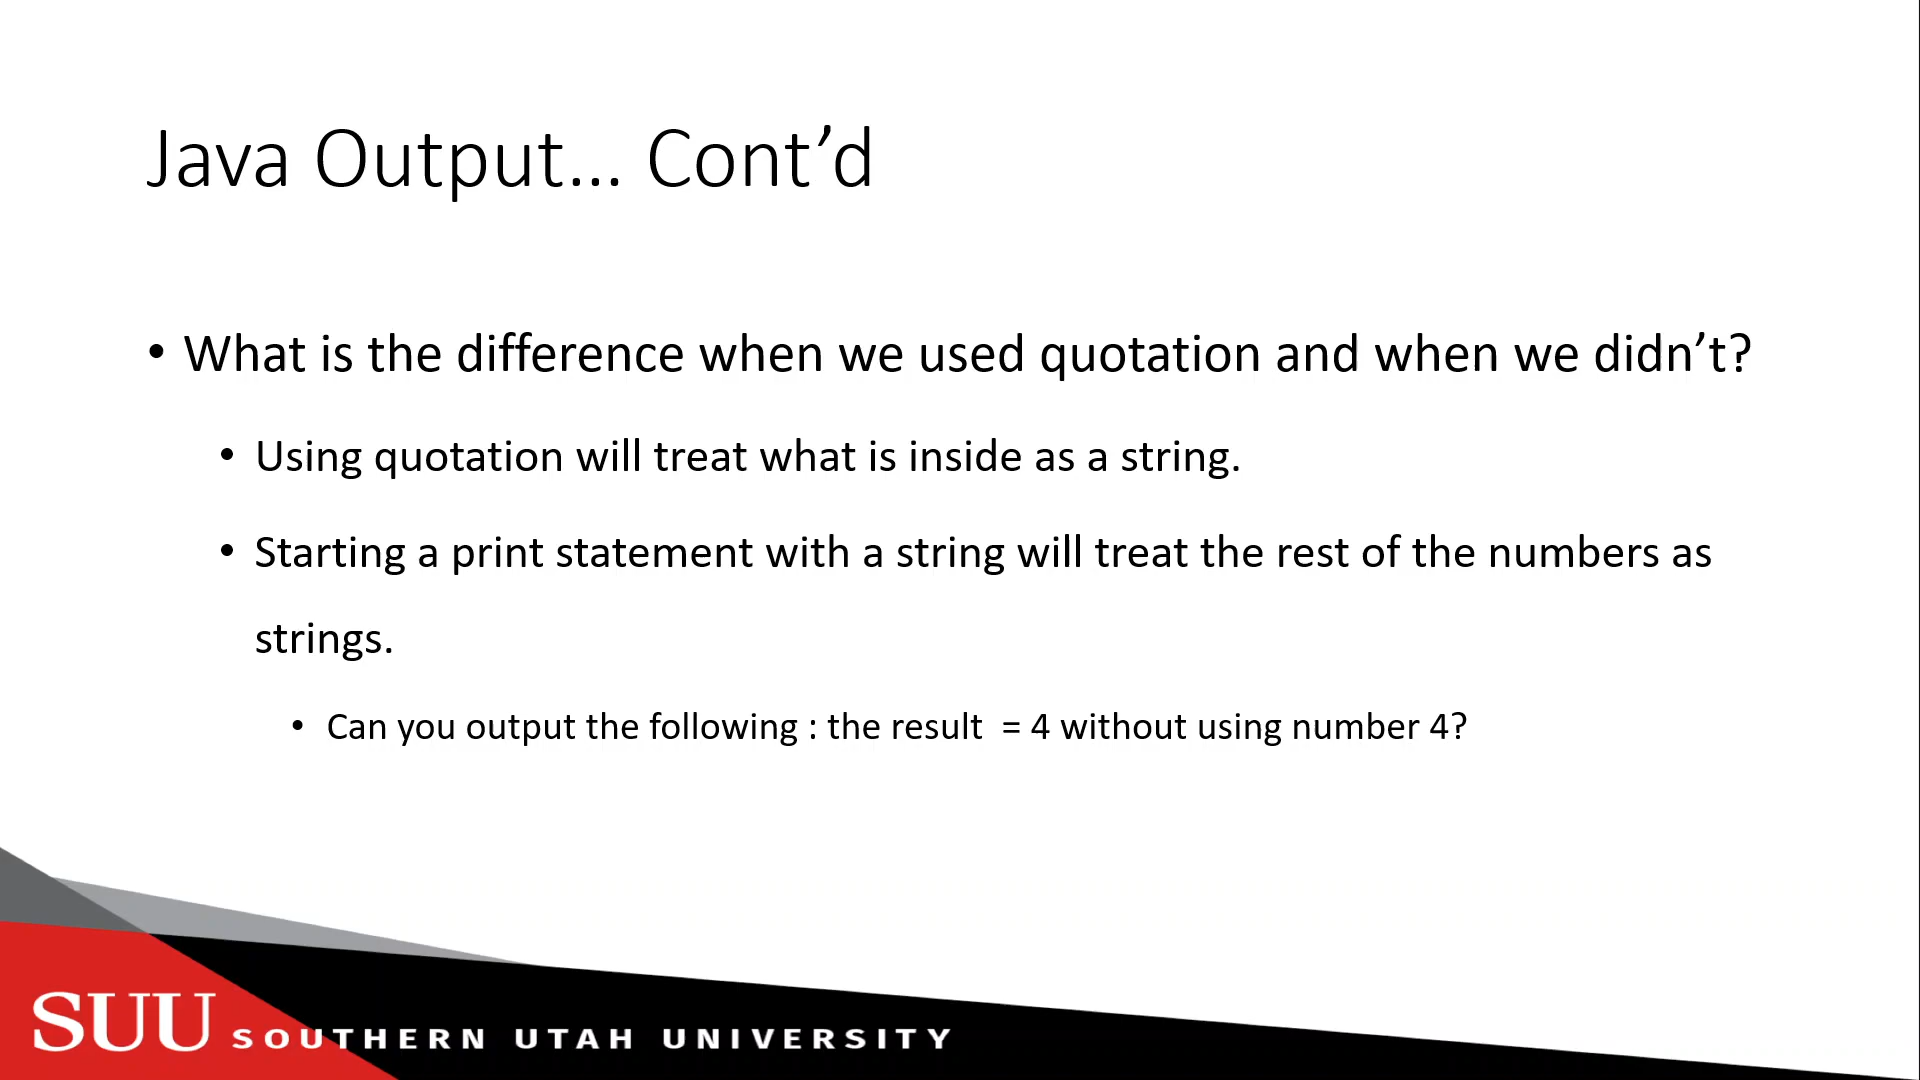 Java Output… Cont’d
• What is the difference when we used quotation and when we didn’t?
• Using quotation will treat what is inside as a string.
• Starting a print statement with a string will treat the rest of the numbers as
strings.
• Can you output the following : the result  = 4 without using number 4?
SUU SOUTHERN UTAH UNIVERSITY